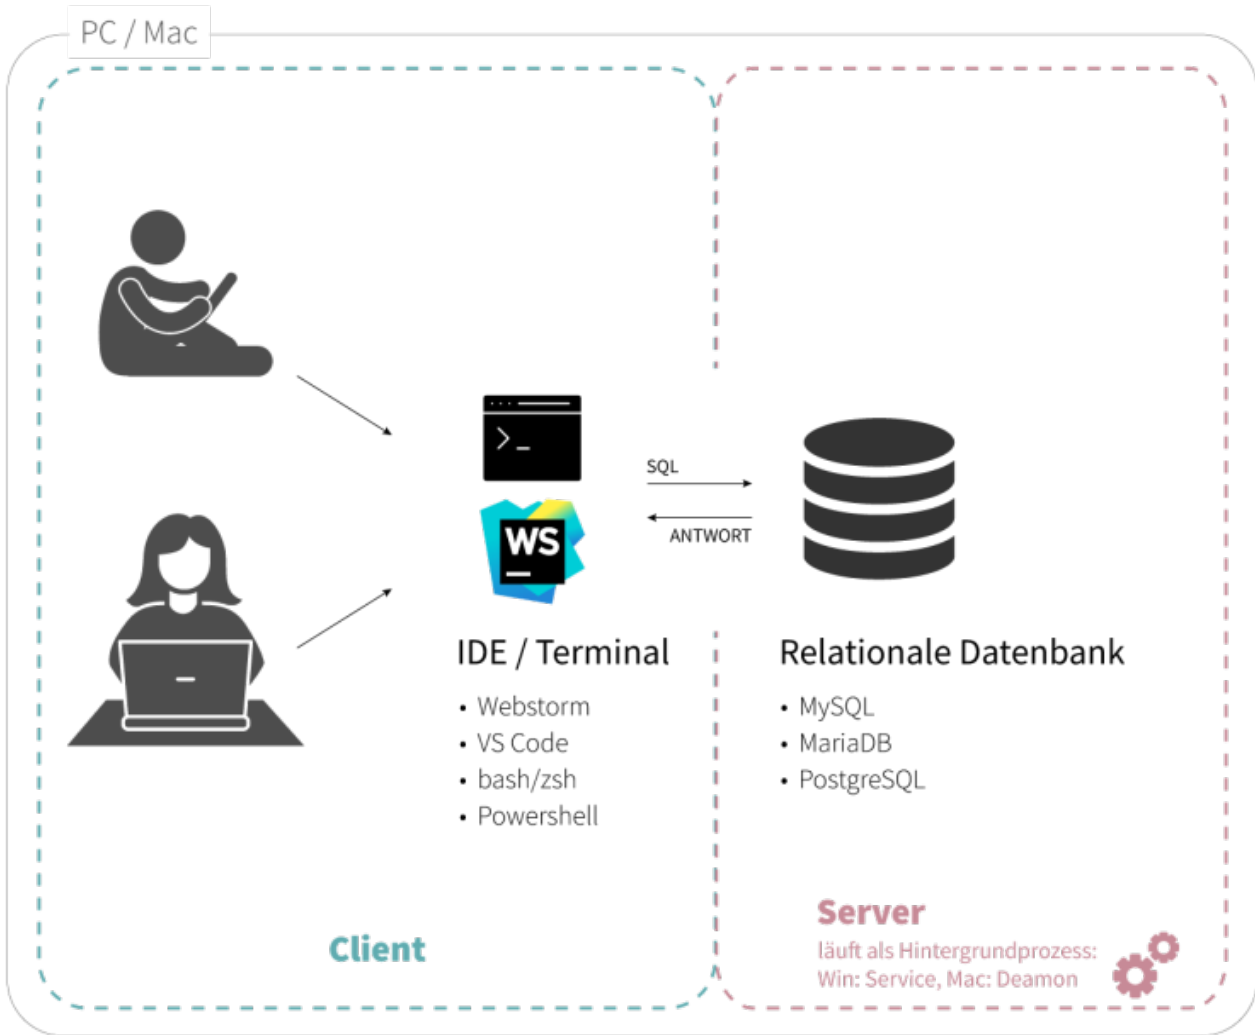 PC / Mac
SQL
ANTWORT
WS
IDE / Terminal
• Webstorm
• VS Code
• bash/zsh
• Powershell
Relationale Datenbank
• MySQL
• MariaDB
• PostgreSQL
Client
Server
läuft als Hintergrundprozess:
Win: Service, Mac: Deamon